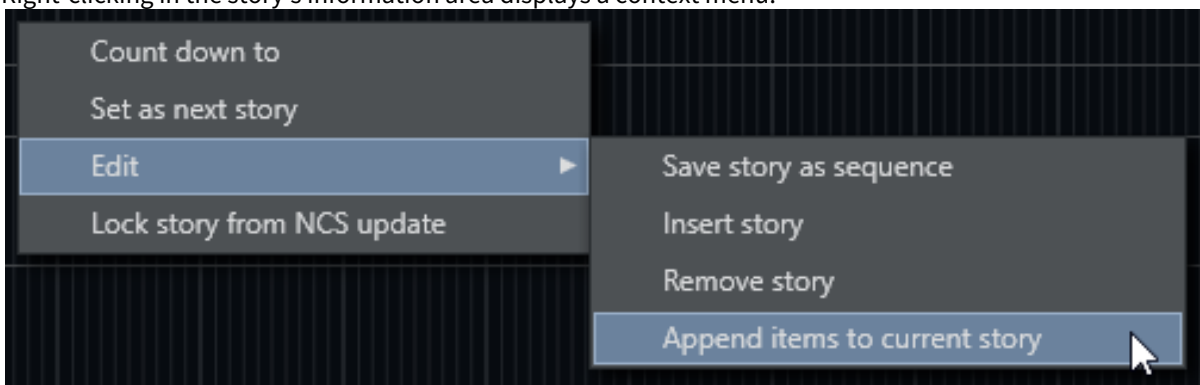 Right-clicking in the story's information area displays a context menu:
Count down to
Set as next story
Edit
Lock story from NCS update
Save story as sequence
Insert story
Remove story
Append items to current story